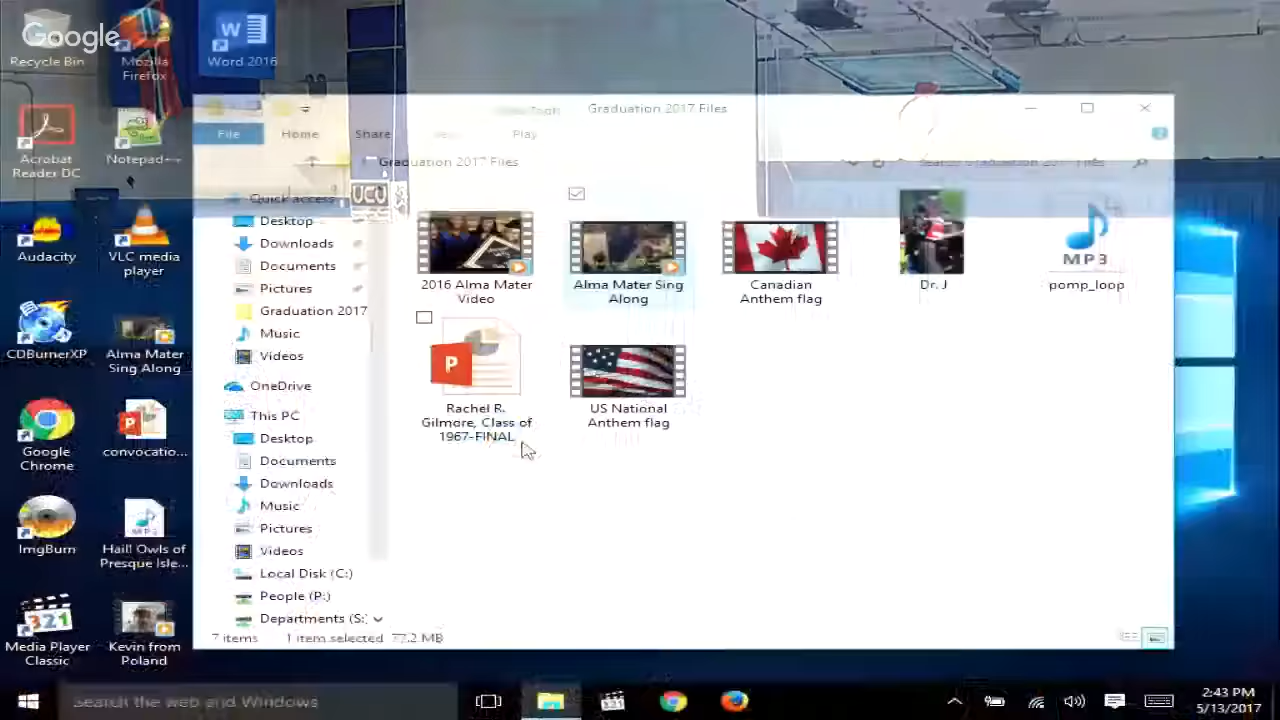 Google
Recycle Bin
Mozilla
Firefox
Word 2016
Acrobat
Reader DC
Audacity
VLC media
player
CDBurnerXP
Alma Mater
Sing Along
Google
Chrome
convocatio...
ImgBurn
Hail! Owls of
Presque Isle...
Media Player
Classic
Kevin from
Poland
Graduation 2017 Files
File
Home
Share
Play
Graduation 2017 Files
Quick access
Desktop
Downloads
Documents
Pictures
Graduation 2017
Music
Videos
OneDrive
This PC
Desktop
Documents
Downloads
Music
Pictures
Videos
Local Disk (C:)
People (P:)
Departments (S:
2016 Alma Mater
Video
Alma Mater Sing
Along
Canadian
Anthem flag
Dr. J
MP3
pomp_loop
P
Rachel R.
Gilmore, Class of
1967-FINAL
US National
Anthem flag
7 items
1 item selected
Search the web and Windows
2:43 PM
5/13/2017